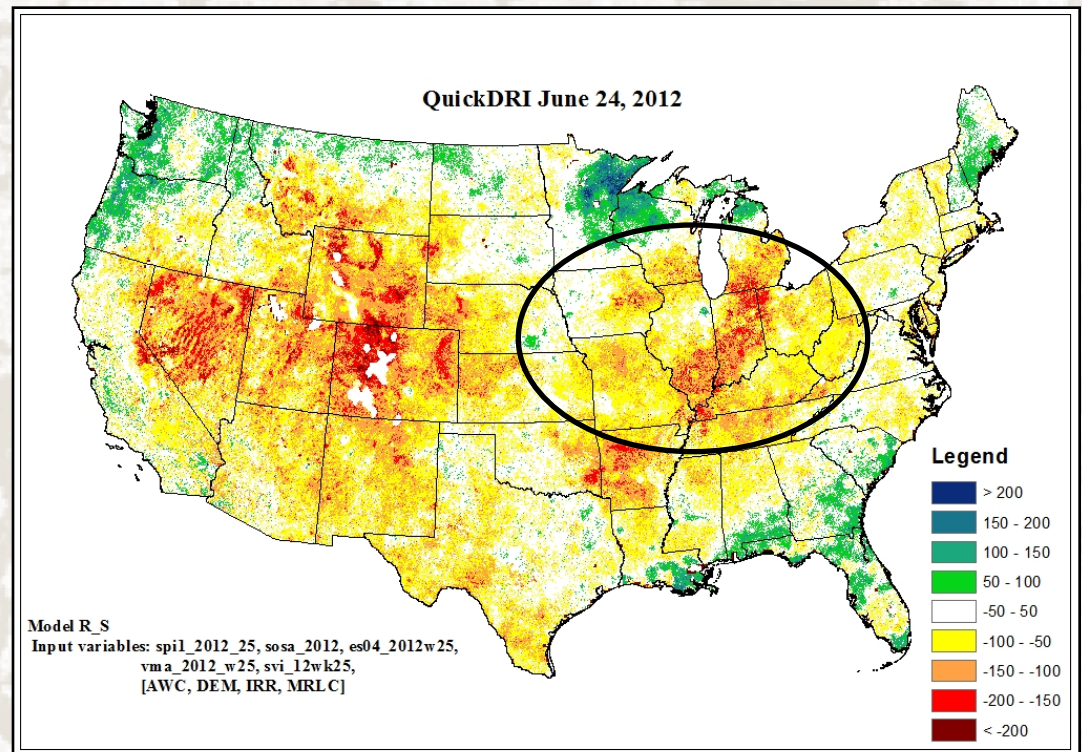 QuickDRI June 24, 2012
Legend
> 200
150 - 200
100 - 150
50 - 100
-50 - 50
-100 - -50
-150 - -100
-200 - -150
< -200
Model R_S
Input variables: spi1_2012_25, sosa_2012, es04_2012w25,
vma_2012_w25, svi_12wk25,
[AWC, DEM, IRR, MRLC]